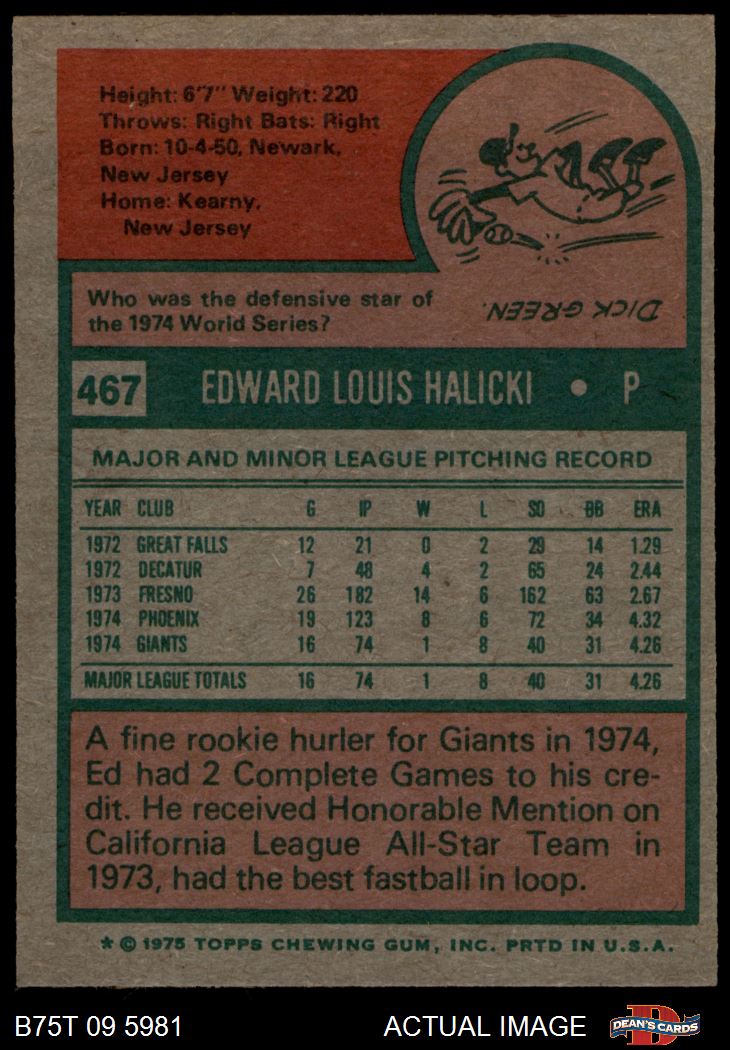 Height: 6'7" Weight: 220
Throws: Right Bats: Right
Born: 10-4-50, Newark,
New Jersey
Home: Kearny,
New Jersey
Who was the defensive star of
the 1974 World Series?
DICK GREEN.
467 EDWARD LOUIS HALICKI • P
MAJOR AND MINOR LEAGUE PITCHING RECORD
YEAR CLUB G IP W L SO BB ERA
1972 GREAT FALLS 12 21 0 2 29 14 1.29
1972 DECATUR 7 48 4 2 65 24 2.44
1973 FRESNO 26 182 14 6 162 63 2.67
1974 PHOENIX 19 123 8 6 72 34 4.32
1974 GIANTS 16 74 1 8 40 31 4.26
MAJOR LEAGUE TOTALS 16 74 1 8 40 31 4.26
A fine rookie hurler for Giants in 1974,
Ed had 2 Complete Games to his cre-
dit. He received Honorable Mention on
California League All-Star Team in
1973, had the best fastball in loop.
* © 1975 TOPPS CHEWING GUM, INC. PRTD IN U.S.A.
B75T 09 5981 ACTUAL IMAGE DEAN'S CARDS